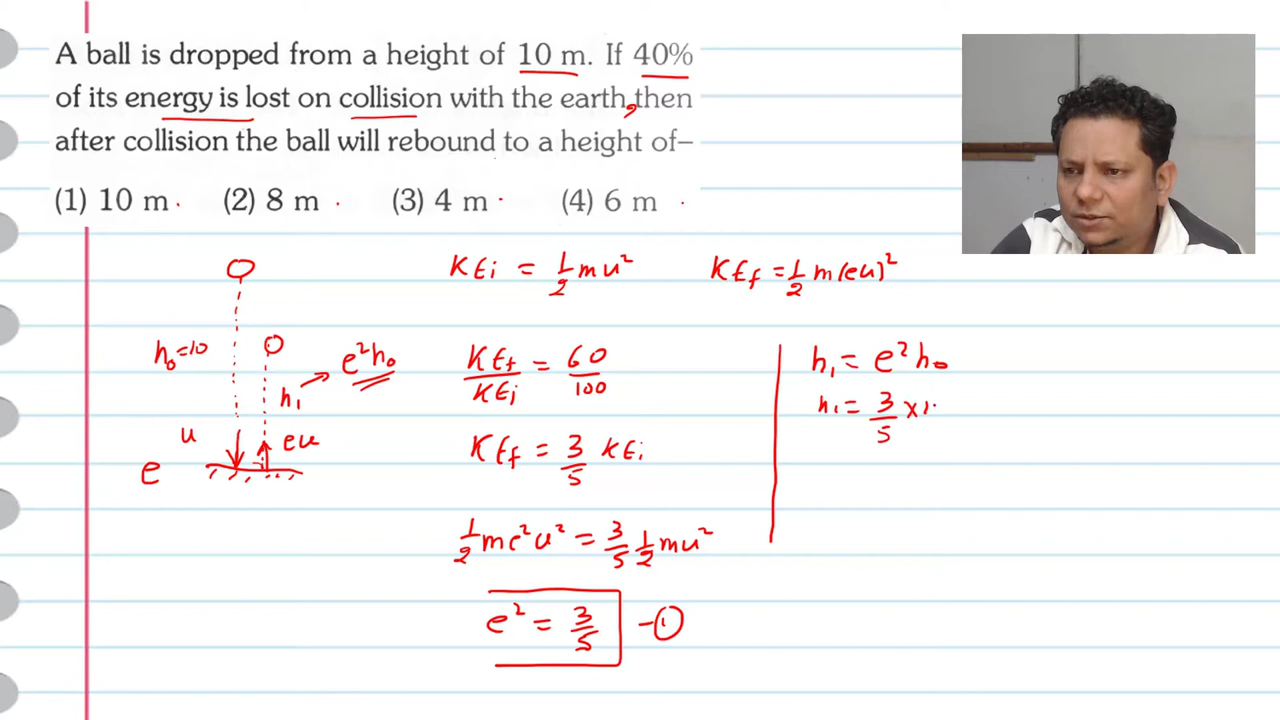 A ball is dropped from a height of 10 m. If 40%
of its energy is lost on collision with the earth, then
after collision the ball will rebound to a height of–
(1) 10 m (2) 8 m (3) 4 m (4) 6 m
KEi = 1/2 mu² KEf = 1/2 m(eu)²
h₀=10
e²h₀
h₁
u
eu
e
KEf/KEi = 60/100
KEf = 3/5 KEi
1/2 me²u² = 3/5 1/2 mu²
e² = 3/5 –①
h₁ = e²h₀
h₁ = 3/5 ×